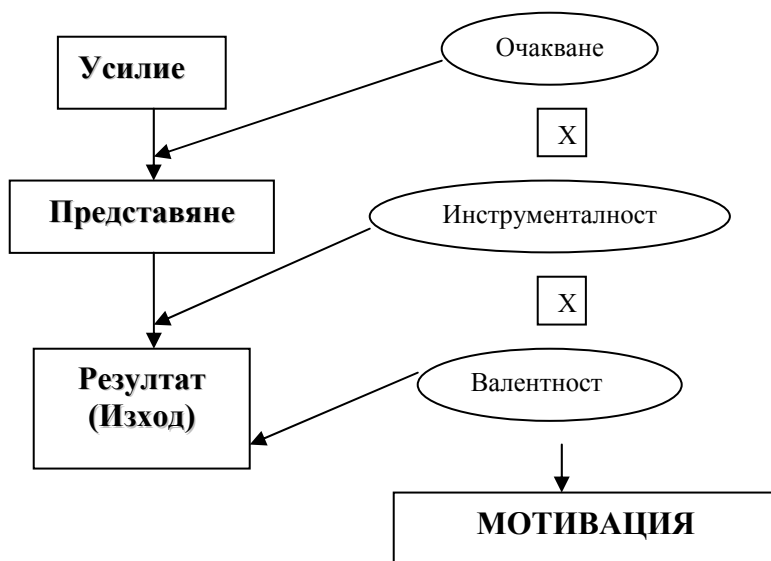 Очакване
Усилие
X
Представяне
Инструменталност
X
Резултат
(Изход)
Валентност
МОТИВАЦИЯ